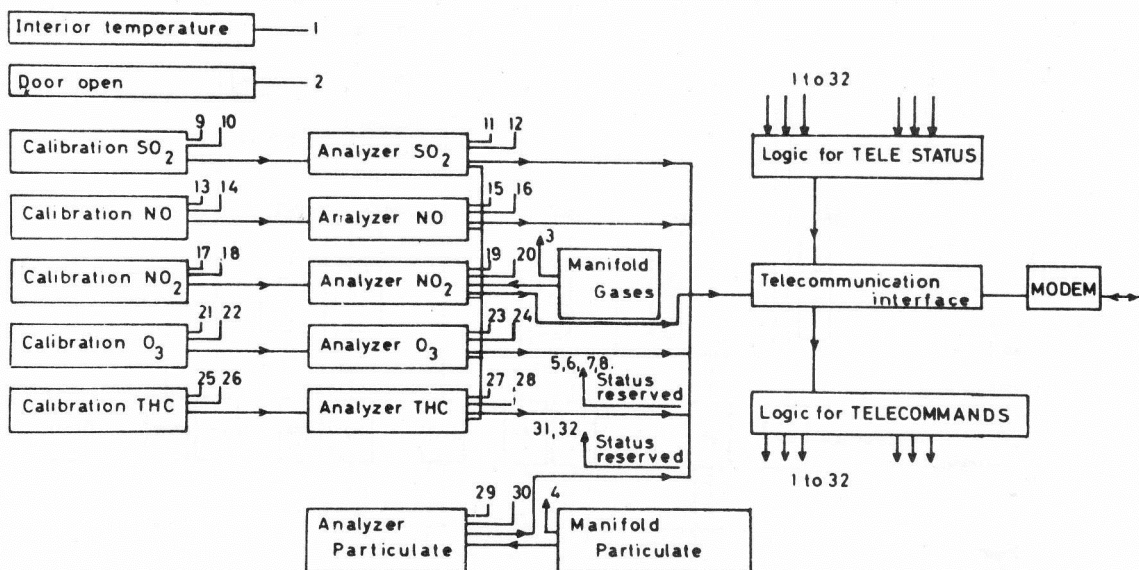 Interior temperature
1
Door open
2
1 to 32
9 10
Calibration SO2
11 12
Analyzer SO2
Logic for TELE STATUS
13 14
Calibration NO
15 16
Analyzer NO
17 18
Calibration NO2
19 20
Analyzer NO2
3
Manifold
Gases
Telecommunication
interface
MODEM
21 22
Calibration O3
23 24
Analyzer O3
5,6, 7,8.
Status
reserved
25 26
Calibration THC
27 28
Analyzer THC
Logic for TELECOMMANDS
31, 32
Status
reserved
1 to 32
29 30
Analyzer
Particulate
4
Manifold
Particulate